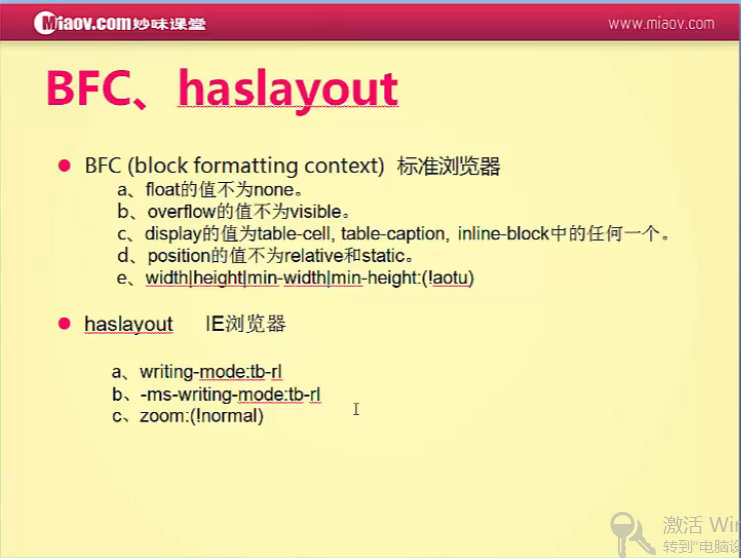 Miaov.com妙味课堂
www.miaov.com
BFC、haslayout
BFC (block formatting context) 标准浏览器
a、float的值不为none。
b、overflow的值不为visible。
c、display的值为table-cell, table-caption, inline-block中的任何一个。
d、position的值不为relative和static。
e、width|height|min-width|min-height:(!aotu)
haslayout IE浏览器
a、writing-mode:tb-rl
b、-ms-writing-mode:tb-rl
c、zoom:(!normal)
激活 Win
转到"电脑设